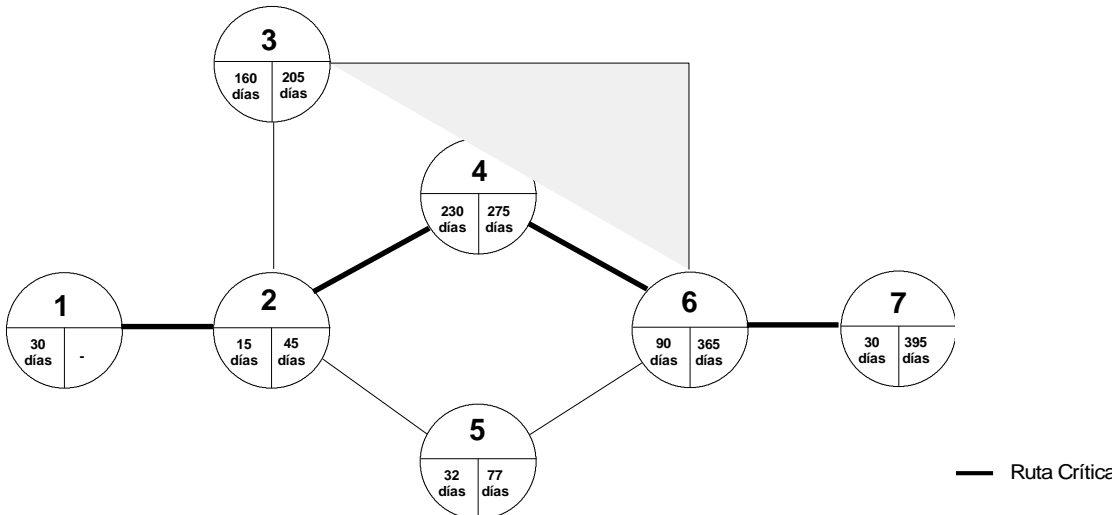 3
160 días
205 días
4
230 días
275 días
1
30 días
-
2
15 días
45 días
6
90 días
365 días
7
30 días
395 días
5
32 días
77 días
Ruta Crítica